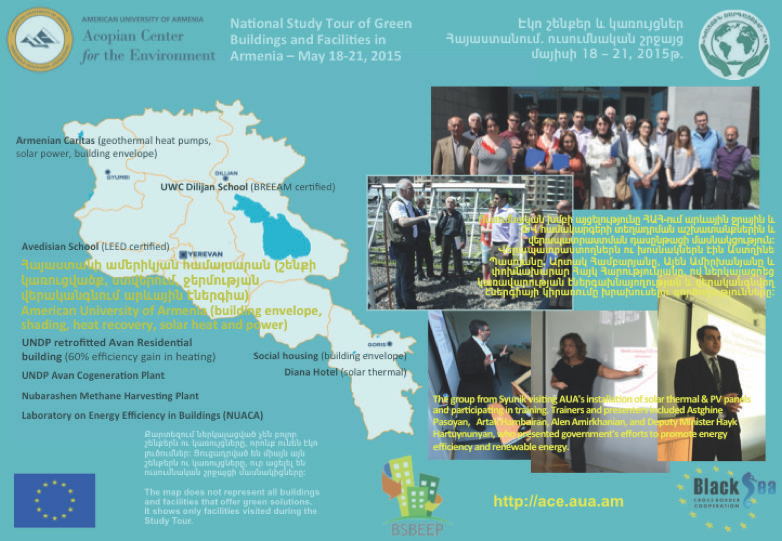 AMERICAN UNIVERSITY OF ARMENIA
Acopian Center
for the Environment
National Study Tour of Green
Buildings and Facilities in
Armenia – May 18-21, 2015
Էկո շենքեր և կառույցներ
Հայաստանում. ուսումնական շրջայց
մայիսի 18 – 21, 2015թ.
Armenian Caritas (geothermal heat pumps,
solar power, building envelope)
GYUMRI
DILIJAN
UWC Dilijan School (BREEAM certified)
Avedisian School (LEED certified)
YEREVAN
Հայաստանի ամերիկյան համալսարան (շենքի
կառուցվածք, ստվերում, ջերմության
վերականգնում արևային էներգիա)
American University of Armenia (building envelope,
shading, heat recovery, solar heat and power)
UNDP retrofitted Avan Residential
building (60% efficiency gain in heating)
UNDP Avan Cogeneration Plant
Nubarashen Methane Harvesting Plant
Laboratory on Energy Efficiency in Buildings (NUACA)
GORIS
Social housing (building envelope)
Diana Hotel (solar thermal)
խմբի այցելությունը ՀԱՀ-ում արևային ջրային և
համակարգերի տեղադրման աշխատանքներին և
վերապատրաստման դասընթացի մասնակցություն:
Վերապատրաստողներն ու խոսնակներն էին Աստղինե
Պասոյանը, Արտակ Համբարյանը, Ալեն Ամիրխանյանը և
փոխնախարար Հայկ Հարությունյանը, ով ներկայացրեց
կառավարության էներգախնայողության և վերականգնվող
էներգիայի կիրառումը խրախուսելու
The group from Syunik visiting AUA's installation of solar thermal & PV panels
and participating in training. Trainers and presenters included Astghine
Pasoyan, Artak Hambarian, Alen Amirkhanian, and Deputy Minister Hayk
Hartuynunyan, who presented government's efforts to promote energy
efficiency and renewable energy.
Քարտեզում ներկայացված չեն բոլոր
շենքերն ու կառույցները, որոնք ունեն էկո
լուծումներ: Ցուցադրված են միայն այն
շենքերն ու կառույցները, ուր այցելել են
ուսումնական շրջայցի մասնակիցները:
The map does not represent all buildings
and facilities that offer green solutions.
It shows only facilities visited during the
Study Tour.
BSBEEP
http://ace.aua.am
Black Sea
CROSS BORDER
COOPERATION